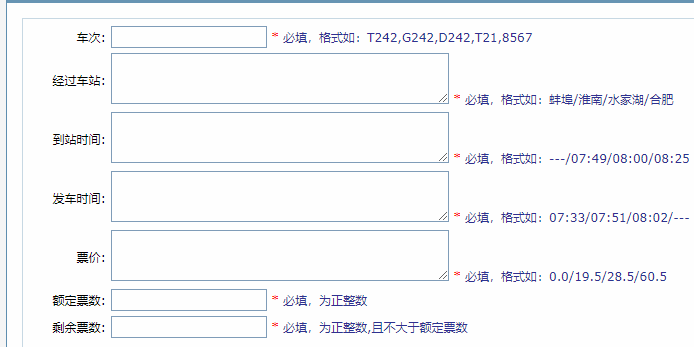 车次： * 必填，格式如：T242,G242,D242,T21,8567
经过车站： * 必填，格式如：蚌埠/淮南/水家湖/合肥
到站时间： * 必填，格式如：---/07:49/08:00/08:25
发车时间： * 必填，格式如：07:33/07:51/08:02/---
票价： * 必填，格式如：0.0/19.5/28.5/60.5
额定票数： * 必填，为正整数
剩余票数： * 必填，为正整数,且不大于额定票数